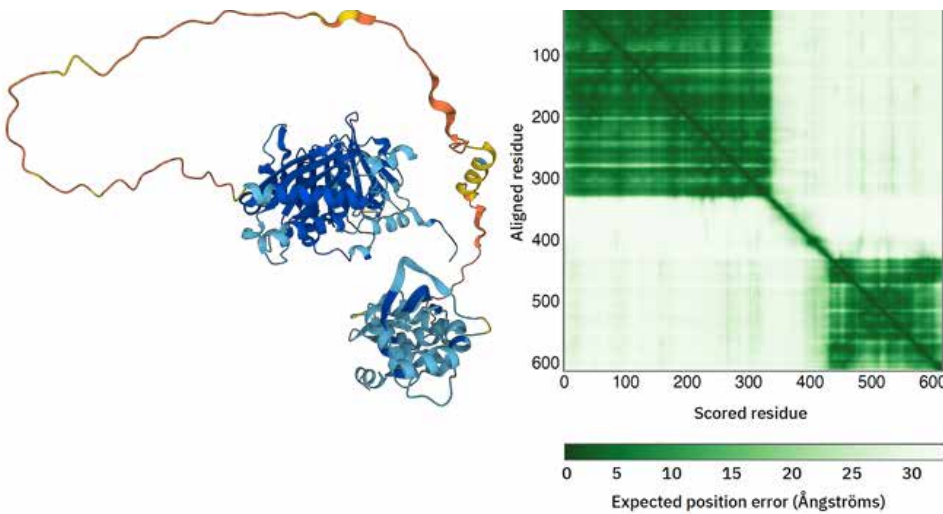 100
200
300
400
500
600
Aligned residue
0 100 200 300 400 500 600
Scored residue
0 5 10 15 20 25 30
Expected position error (Ångströms)